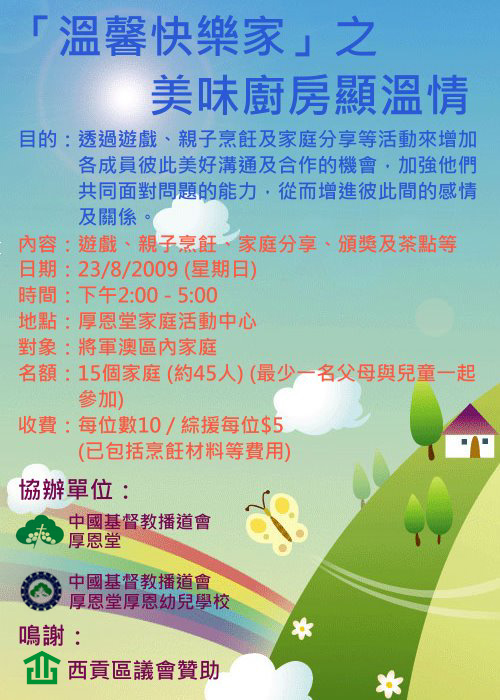 「溫馨快樂家」之
美味廚房顯溫情
目的：透過遊戲、親子烹飪及家庭分享等活動來增加
各成員彼此美好溝通及合作的機會，加強他們
共同面對問題的能力，從而增進彼此間的感情
及關係。
內容：遊戲、親子烹飪、家庭分享、頒獎及茶點等
日期：23/8/2009 (星期日)
時間：下午2:00 - 5:00
地點：厚恩堂家庭活動中心
對象：將軍澳區內家庭
名額：15個家庭 (約45人) (最少一名父母與兒童一起
參加)
收費：每位數10 / 綜援每位$5
(已包括烹飪材料等費用)
協辦單位：
中國基督教播道會
厚恩堂
中國基督教播道會
厚恩堂厚恩幼兒學校
鳴謝：
西貢區議會贊助